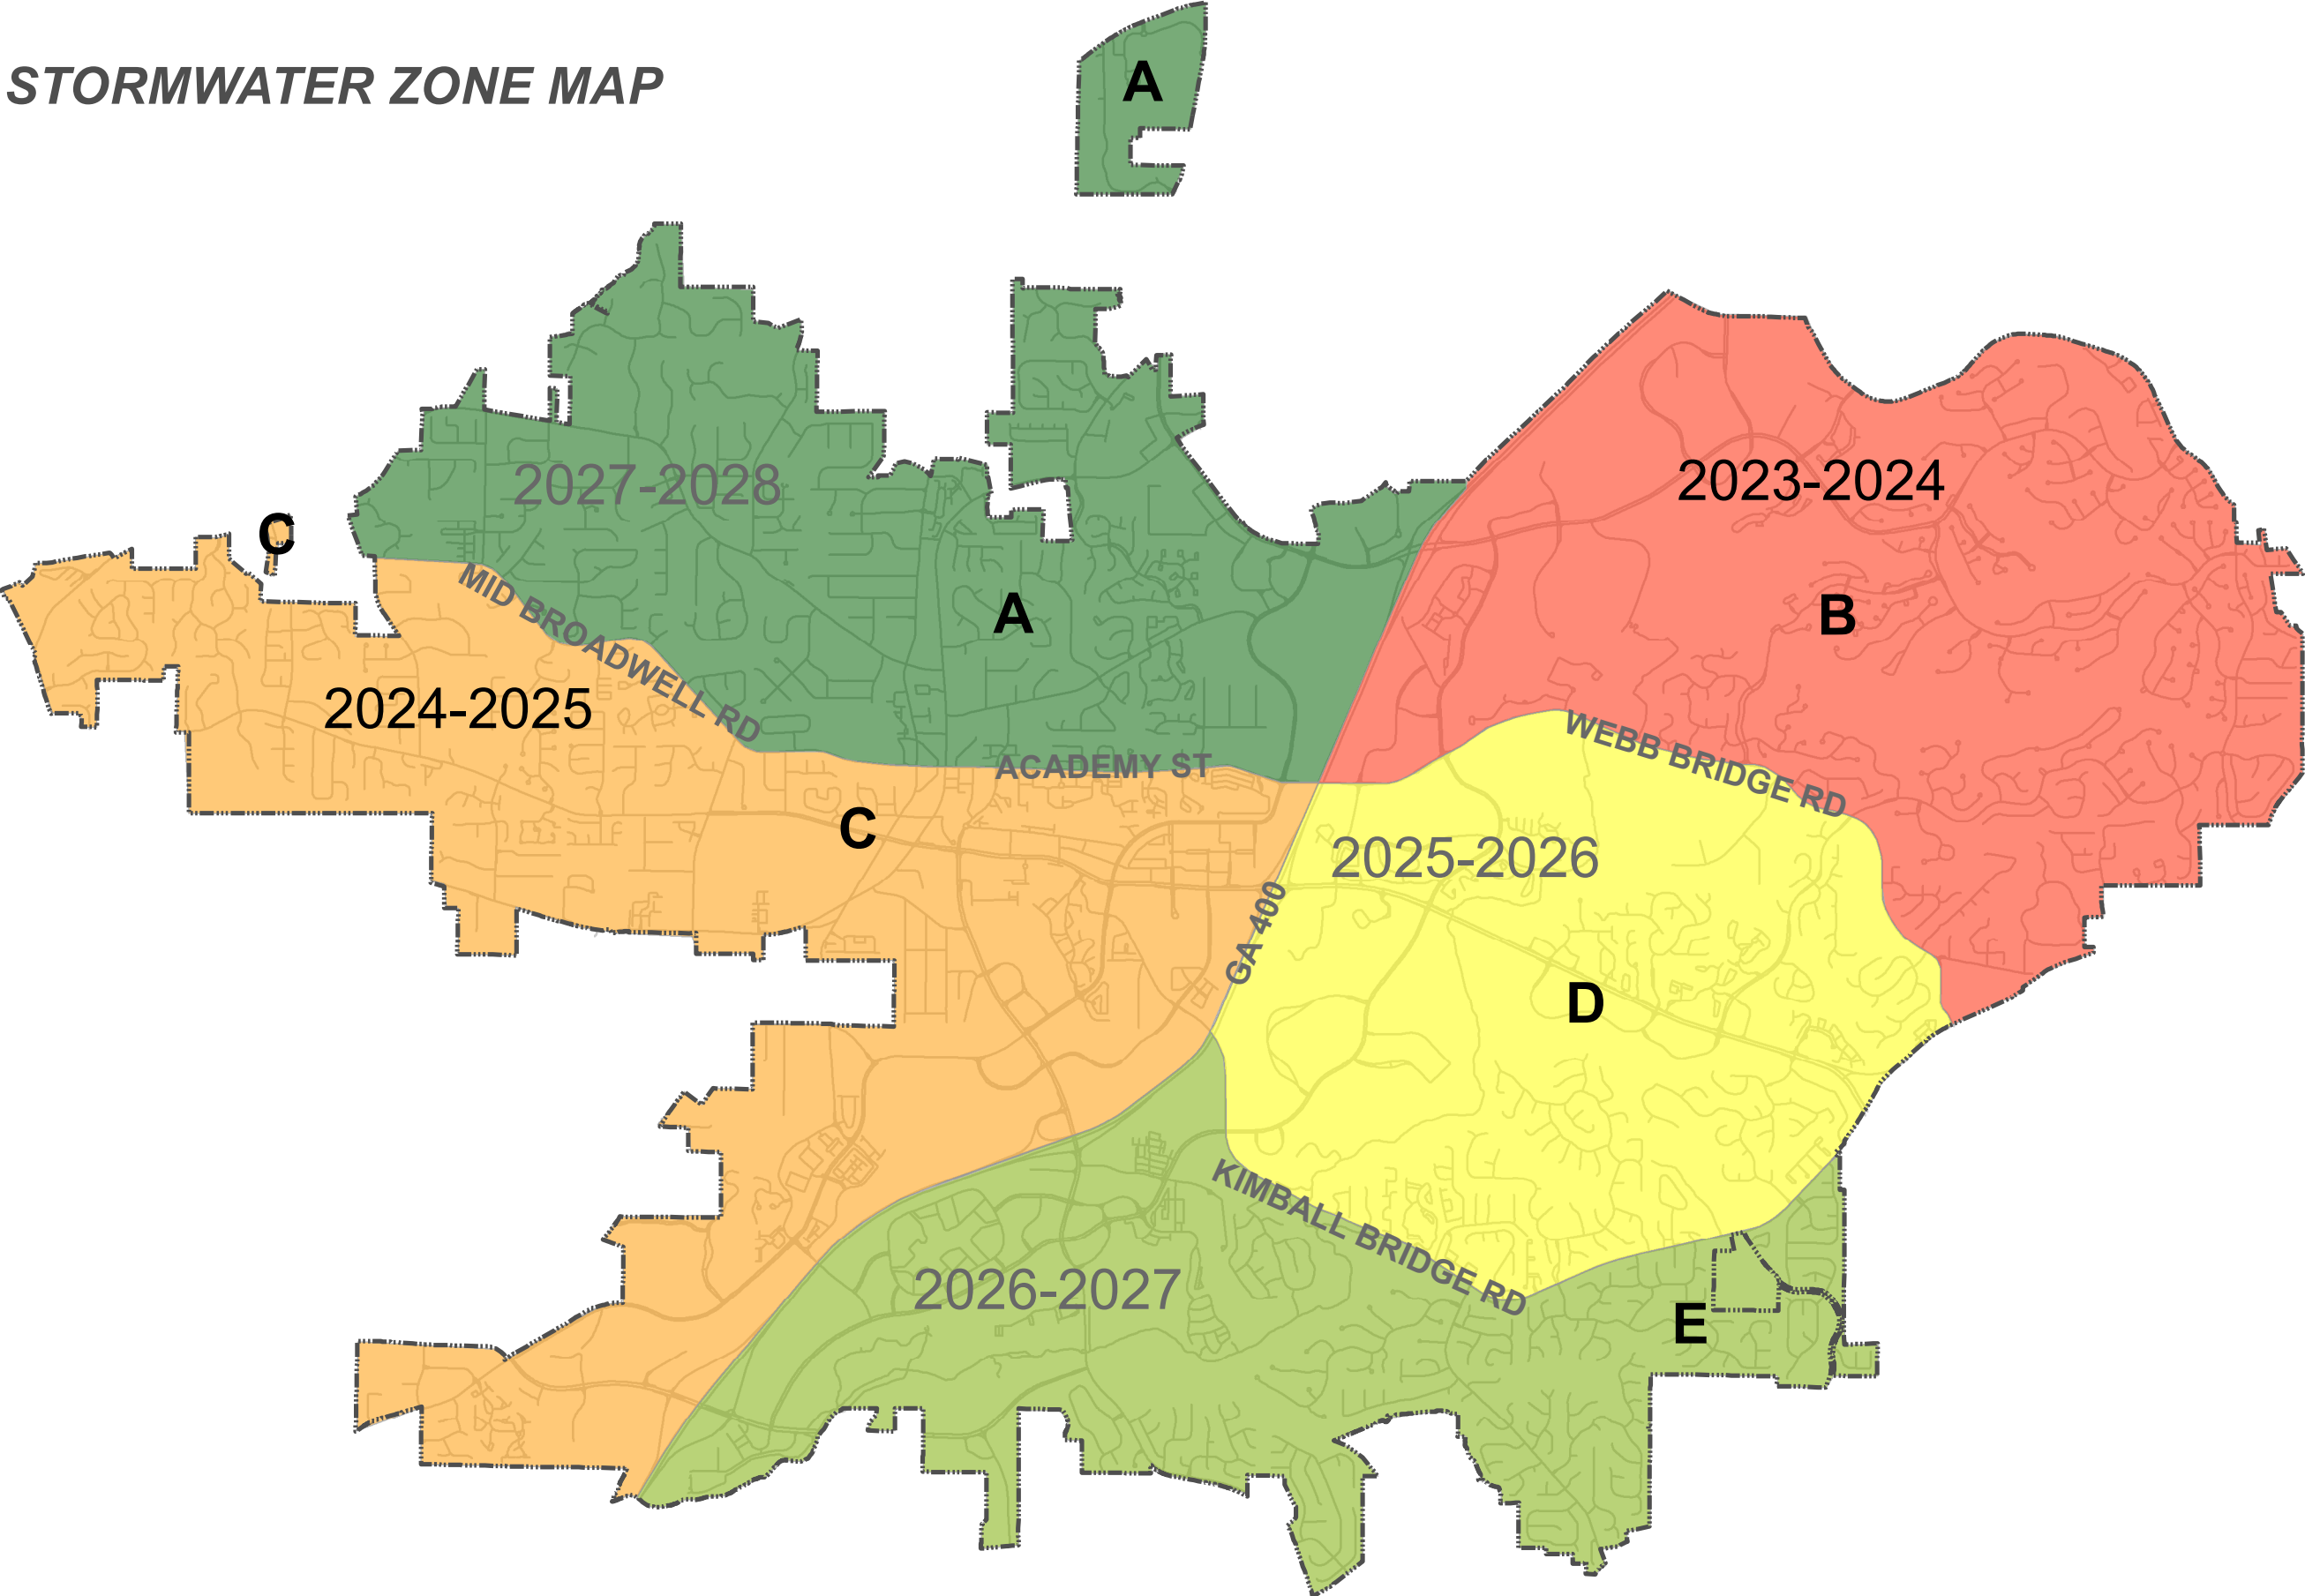 STORMWATER ZONE MAP
A
2027-2028
2023-2024
C
A
B
MID BROADWELL RD
2024-2025
ACADEMY ST
WEBB BRIDGE RD
C
2025-2026
GA 400
D
KIMBALL BRIDGE RD
2026-2027
E